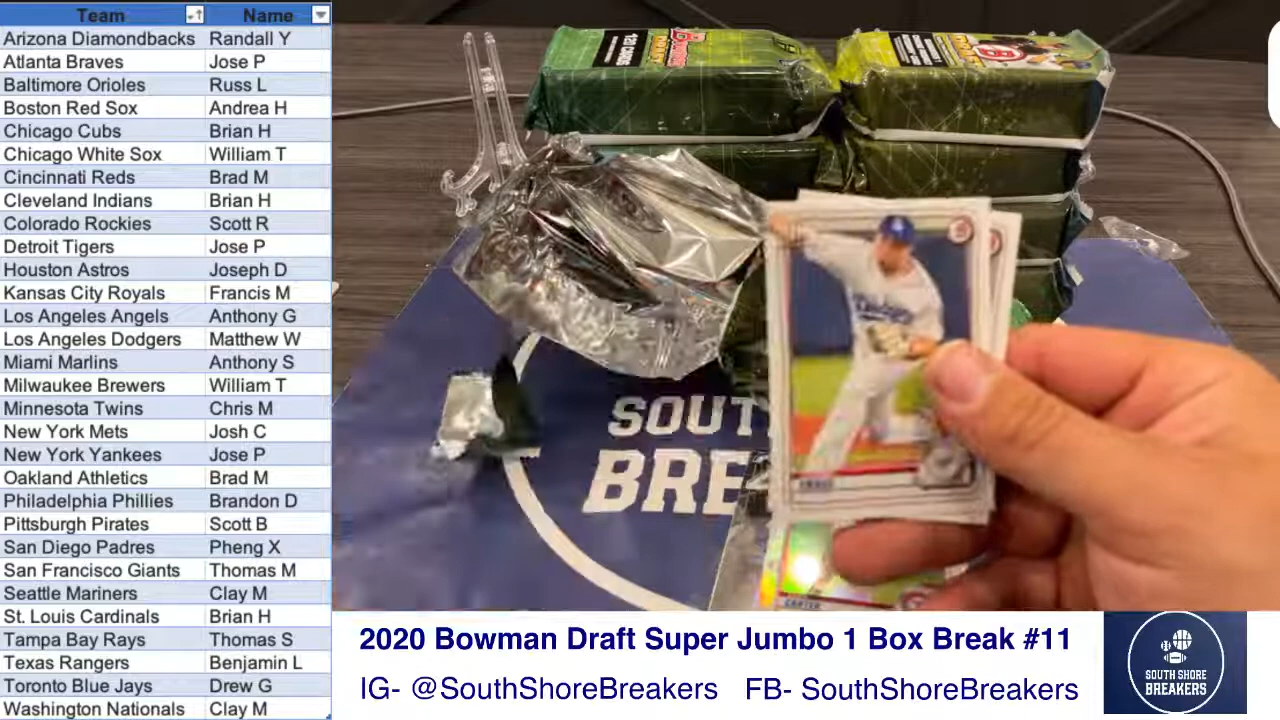 Team Name
Arizona Diamondbacks Randall Y
Atlanta Braves Jose P
Baltimore Orioles Russ L
Boston Red Sox Andrea H
Chicago Cubs Brian H
Chicago White Sox William T
Cincinnati Reds Brad M
Cleveland Indians Brian H
Colorado Rockies Scott R
Detroit Tigers Jose P
Houston Astros Joseph D
Kansas City Royals Francis M
Los Angeles Angels Anthony G
Los Angeles Dodgers Matthew W
Miami Marlins Anthony S
Milwaukee Brewers William T
Minnesota Twins Chris M
New York Mets Josh C
New York Yankees Jose P
Oakland Athletics Brad M
Philadelphia Phillies Brandon D
Pittsburgh Pirates Scott B
San Diego Padres Pheng X
San Francisco Giants Thomas M
Seattle Mariners Clay M
St. Louis Cardinals Brian H
Tampa Bay Rays Thomas S
Texas Rangers Benjamin L
Toronto Blue Jays Drew G
Washington Nationals Clay M
120 CARDS
SOUT
BRE
CARTER
2020 Bowman Draft Super Jumbo 1 Box Break #11
IG- @SouthShoreBreakers FB- SouthShoreBreakers
SOUTH SHORE
BREAKERS